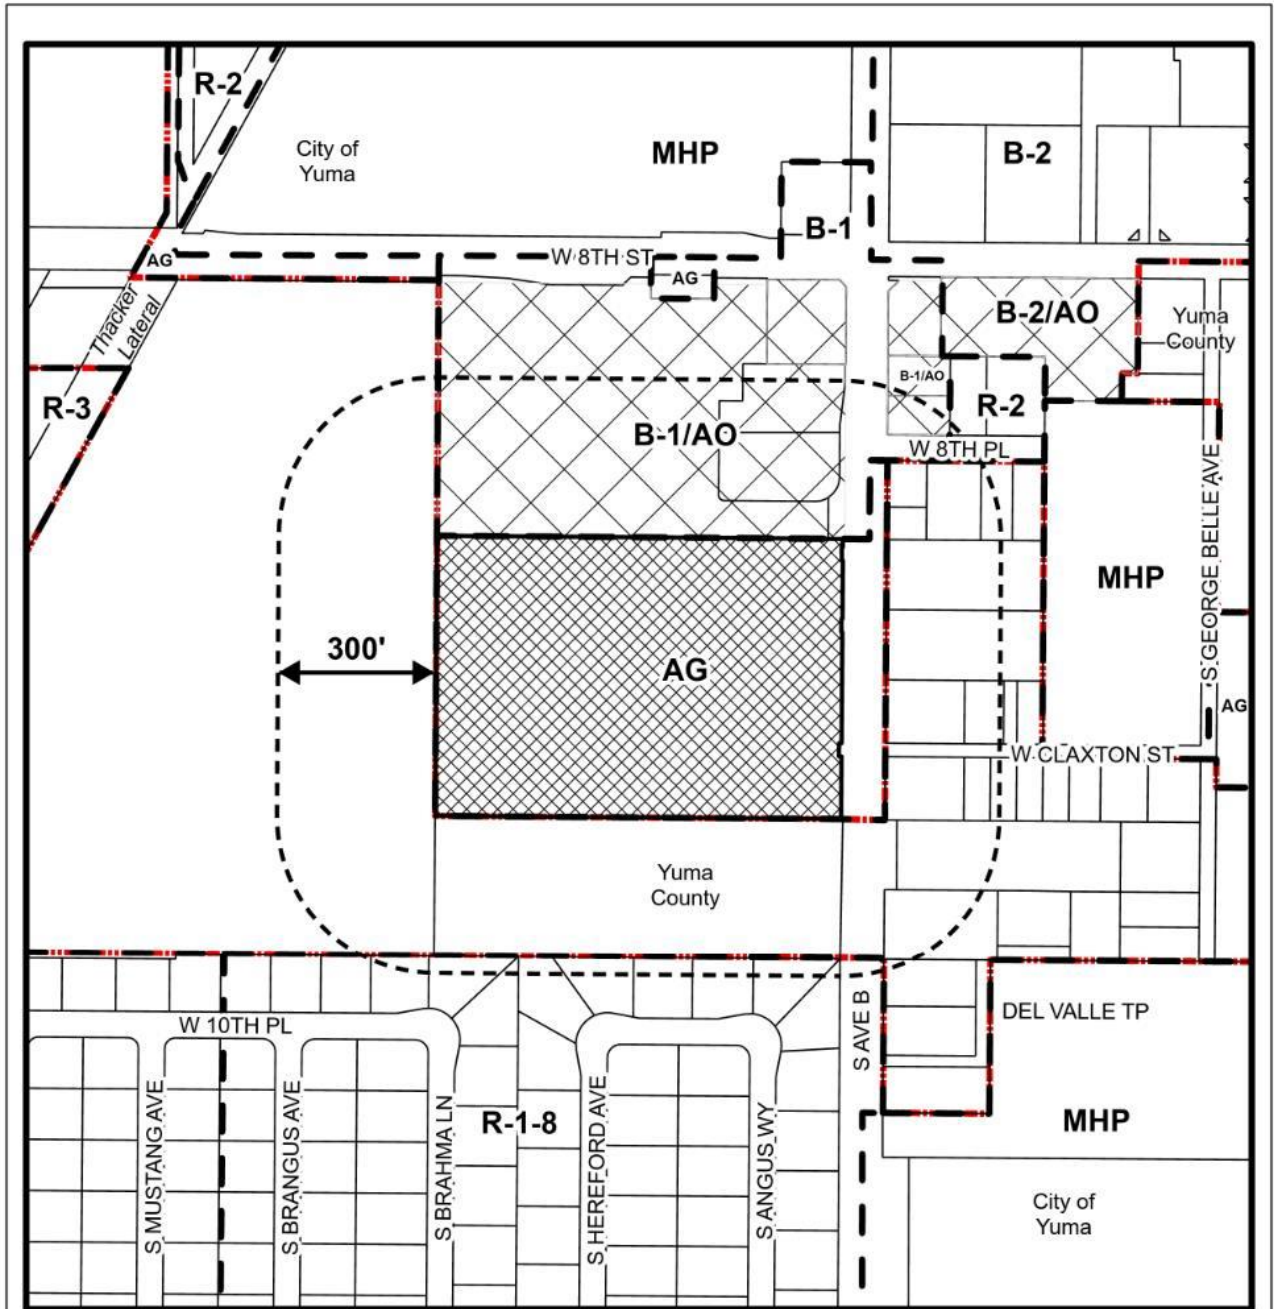 R-2
City of
Yuma
MHP
B-2
B-1
W 8TH ST
AG
AG
Thacker
Lateral
B-2/AO
Yuma
County
B-1/AO
R-3
R-2
B-1/AO
W 8TH PL
S GEORGE BELLE AVE
MHP
300'
AG
AG
W CLAXTON ST
Yuma
County
W 10TH PL
S AVE B
DEL VALLE TP
S MUSTANG AVE
S BRANGUS AVE
S BRAHMA LN
R-1-8
S HEREFORD AVE
S ANGUS WY
MHP
City of
Yuma